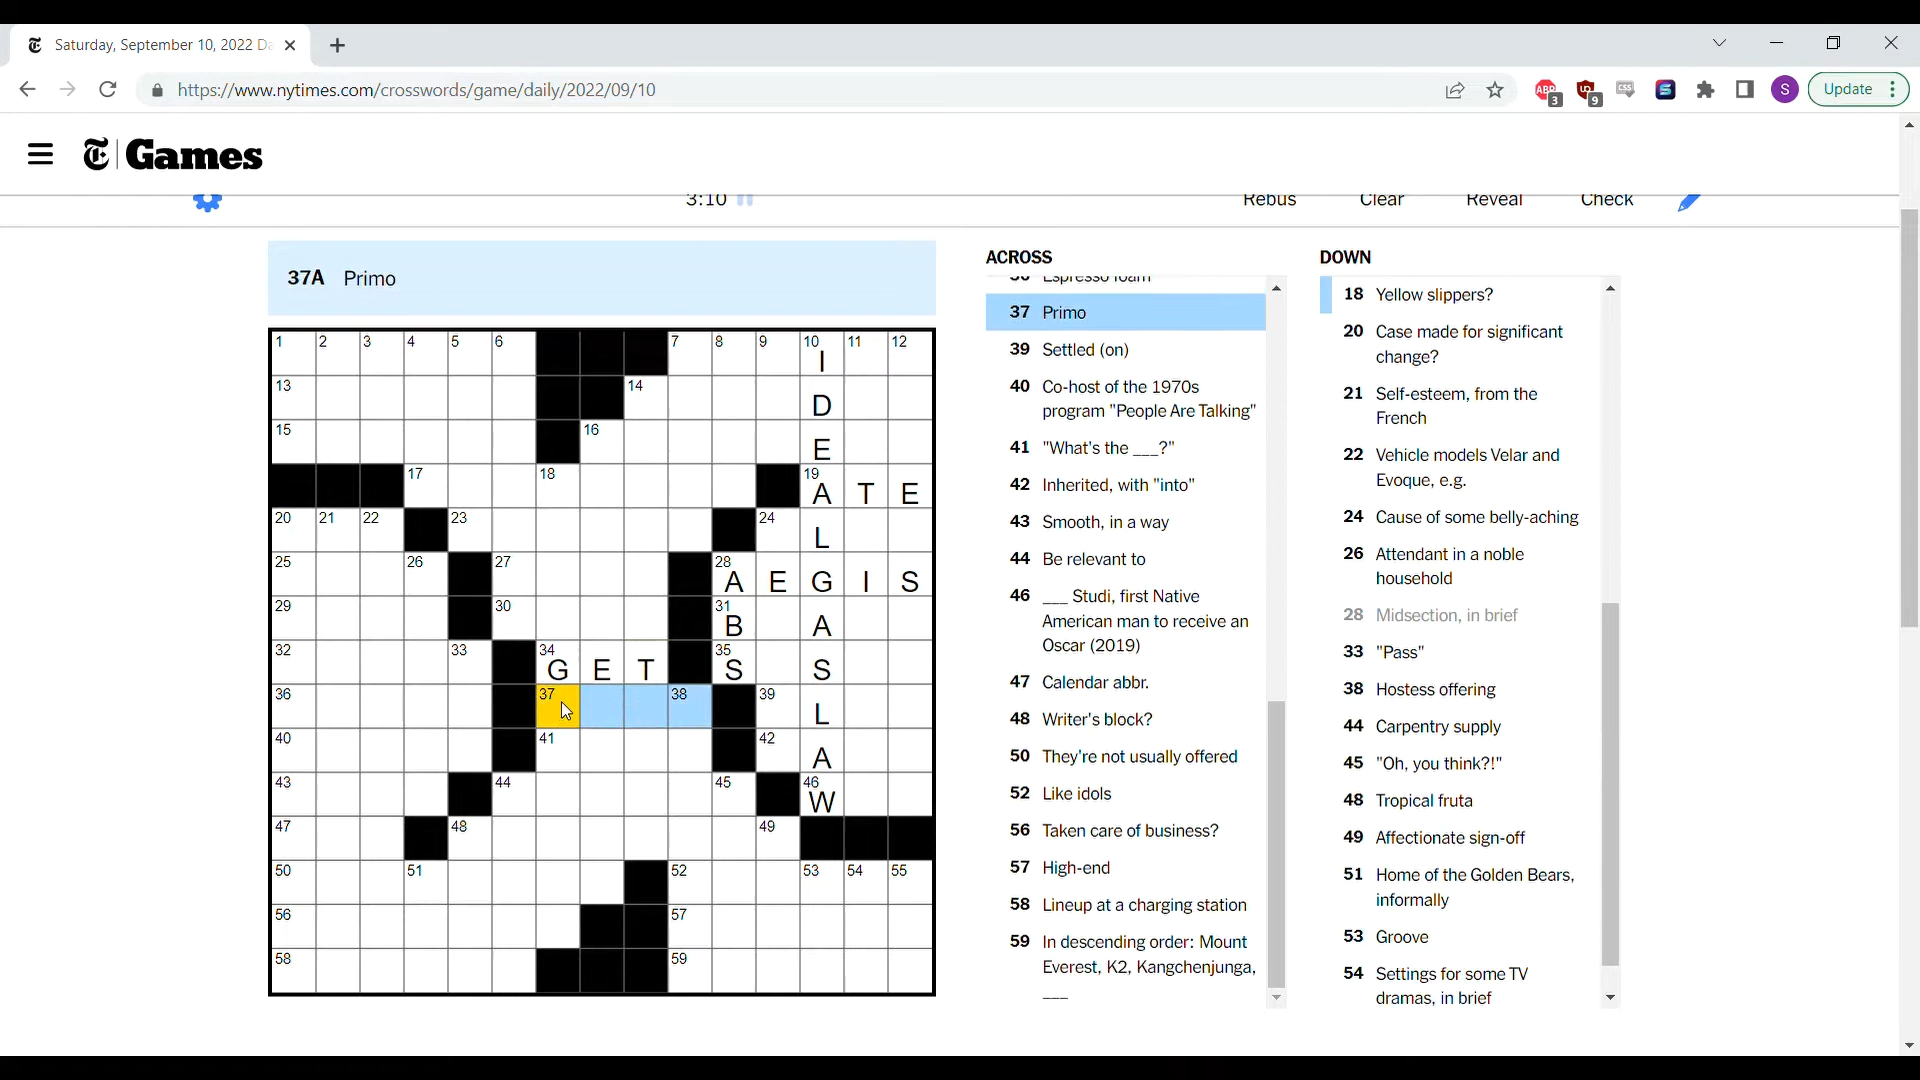 Saturday, September 10, 2022 Da
https://www.nytimes.com/crosswords/game/daily/2022/09/10
ABP 3
9
CSS
S
S
Update
T Games
3:10
Rebus Clear Reveal Check
37A Primo
1 2 3 4 5 6 7 8 9 10 I 11 12
13 14 D
15 16 E
17 18 19 A T E
20 21 22 23 24 L
25 26 27 28 A E G I S
29 30 31 B A
32 33 34 G E T 35 S S
36 37 38 39 L
40 41 42 A
43 44 45 46 W
47 48 49
50 51 52 53 54 55
56 57
58 59
ACROSS
36 Espresso foam
37 Primo
39 Settled (on)
40 Co-host of the 1970s
program "People Are Talking"
41 "What's the ___?"
42 Inherited, with "into"
43 Smooth, in a way
44 Be relevant to
46 ___ Studi, first Native
American man to receive an
Oscar (2019)
47 Calendar abbr.
48 Writer's block?
50 They're not usually offered
52 Like idols
56 Taken care of business?
57 High-end
58 Lineup at a charging station
59 In descending order: Mount
Everest, K2, Kangchenjunga,
___
DOWN
18 Yellow slippers?
20 Case made for significant
change?
21 Self-esteem, from the
French
22 Vehicle models Velar and
Evoque, e.g.
24 Cause of some belly-aching
26 Attendant in a noble
household
28 Midsection, in brief
33 "Pass"
38 Hostess offering
44 Carpentry supply
45 "Oh, you think?!"
48 Tropical fruta
49 Affectionate sign-off
51 Home of the Golden Bears,
informally
53 Groove
54 Settings for some TV
dramas, in brief